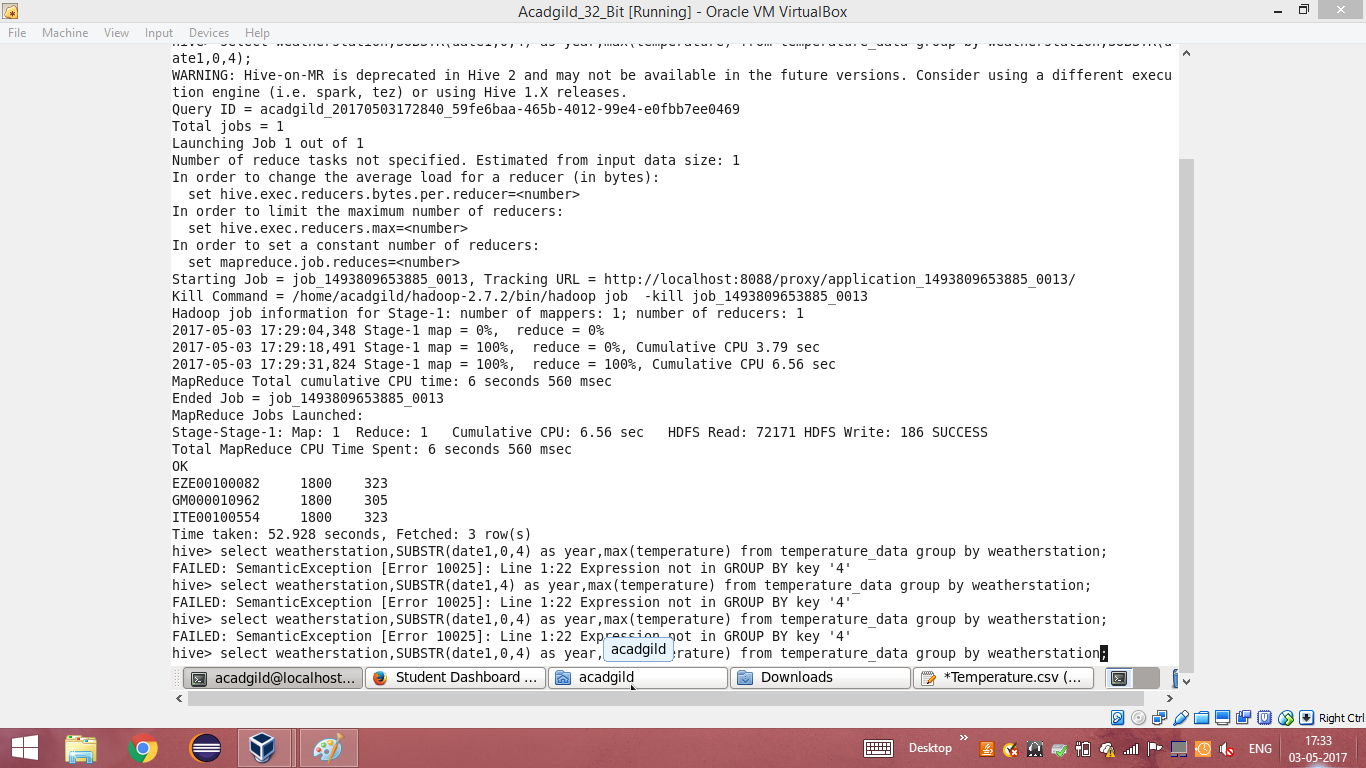 Acadgild_32_Bit [Running] - Oracle VM VirtualBox
File Machine View Input Devices Help
hive> select weatherstation,SUBSTR(date1,0,4) as year,max(temperature) from temperature_data group by weatherstation,SUBSTR(d
ate1,0,4);
WARNING: Hive-on-MR is deprecated in Hive 2 and may not be available in the future versions. Consider using a different execu
tion engine (i.e. spark, tez) or using Hive 1.X releases.
Query ID = acadgild_20170503172840_59fe6baa-465b-4012-99e4-e0fbb7ee0469
Total jobs = 1
Launching Job 1 out of 1
Number of reduce tasks not specified. Estimated from input data size: 1
In order to change the average load for a reducer (in bytes):
  set hive.exec.reducers.bytes.per.reducer=<number>
In order to limit the maximum number of reducers:
  set hive.exec.reducers.max=<number>
In order to set a constant number of reducers:
  set mapreduce.job.reduces=<number>
Starting Job = job_1493809653885_0013, Tracking URL = http://localhost:8088/proxy/application_1493809653885_0013/
Kill Command = /home/acadgild/hadoop-2.7.2/bin/hadoop job  -kill job_1493809653885_0013
Hadoop job information for Stage-1: number of mappers: 1; number of reducers: 1
2017-05-03 17:29:04,348 Stage-1 map = 0%,  reduce = 0%
2017-05-03 17:29:18,491 Stage-1 map = 100%,  reduce = 0%, Cumulative CPU 3.79 sec
2017-05-03 17:29:31,824 Stage-1 map = 100%,  reduce = 100%, Cumulative CPU 6.56 sec
MapReduce Total cumulative CPU time: 6 seconds 560 msec
Ended Job = job_1493809653885_0013
MapReduce Jobs Launched:
Stage-Stage-1: Map: 1  Reduce: 1   Cumulative CPU: 6.56 sec   HDFS Read: 72171 HDFS Write: 186 SUCCESS
Total MapReduce CPU Time Spent: 6 seconds 560 msec
OK
EZE00100082     1800    323
GM000010962     1800    305
ITE00100554     1800    323
Time taken: 52.928 seconds, Fetched: 3 row(s)
hive> select weatherstation,SUBSTR(date1,0,4) as year,max(temperature) from temperature_data group by weatherstation;
FAILED: SemanticException [Error 10025]: Line 1:22 Expression not in GROUP BY key '4'
hive> select weatherstation,SUBSTR(date1,4) as year,max(temperature) from temperature_data group by weatherstation;
FAILED: SemanticException [Error 10025]: Line 1:22 Expression not in GROUP BY key '4'
hive> select weatherstation,SUBSTR(date1,0,4) as year,max(temperature) from temperature_data group by weatherstation;
FAILED: SemanticException [Error 10025]: Line 1:22 Expression not in GROUP BY key '4'
hive> select weatherstation,SUBSTR(date1,0,4) as year, rature) from temperature_data group by weatherstation;
acadgild
acadgild@localhost... Student Dashboard ... acadgild Downloads *Temperature.csv (...
Right Ctrl
Desktop » ENG 17:33
03-05-2017